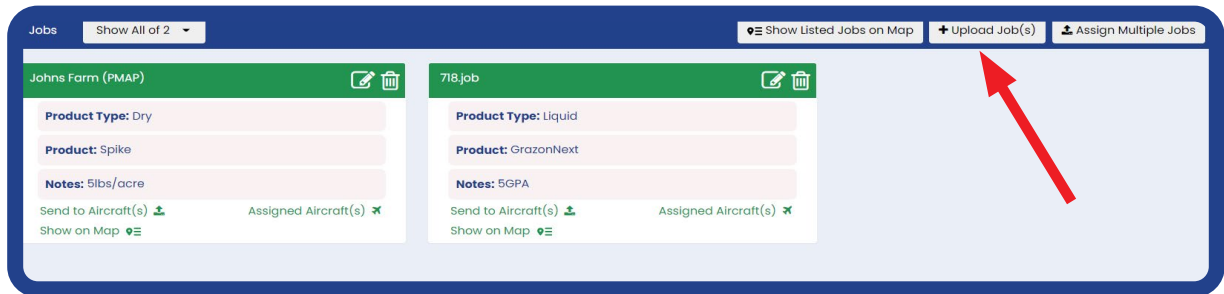 Jobs
Show All of 2
Show Listed Jobs on Map
Upload Job(s)
Assign Multiple Jobs
Johns Farm (PMAP)
Product Type: Dry
Product: Spike
Notes: 5lbs/acre
Send to Aircraft(s)
Assigned Aircraft(s)
Show on Map
718.job
Product Type: Liquid
Product: GrazonNext
Notes: 5GPA
Send to Aircraft(s)
Assigned Aircraft(s)
Show on Map